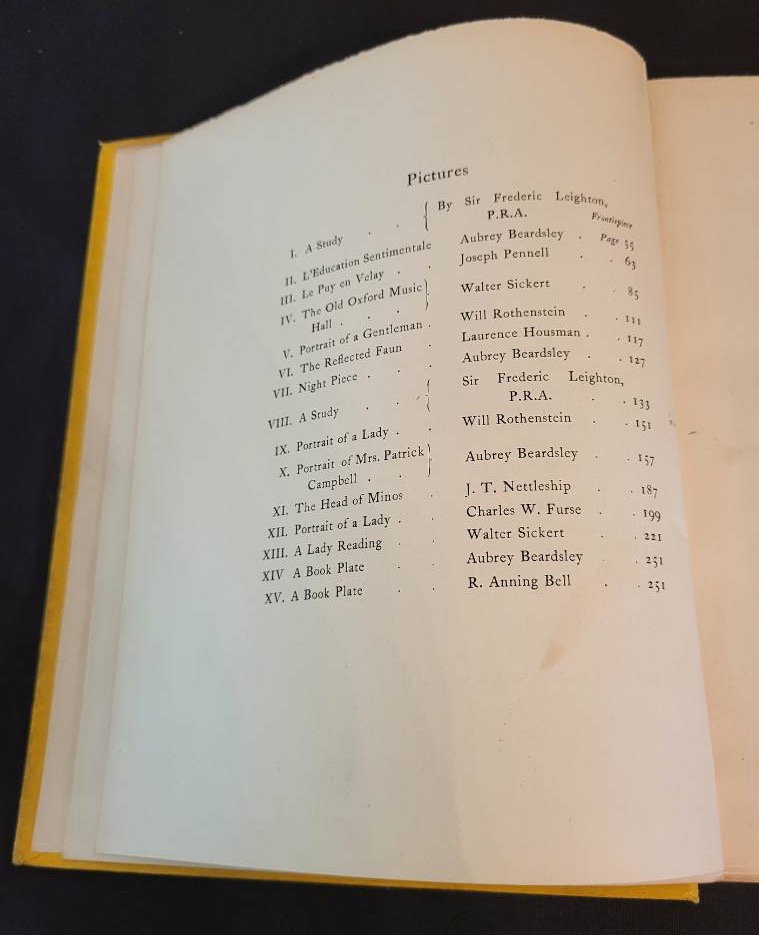 Pictures
I. A Study . . By Sir Frederic Leighton,
P.R.A. Frontispiece
II. L'Education Sentimentale Aubrey Beardsley . Page 55
III. Le Puy en Velay . . Joseph Pennell . . 63
IV. The Old Oxford Music
Hall . . . Walter Sickert . 85
V. Portrait of a Gentleman . Will Rothenstein . . 111
VI. The Reflected Faun . Laurence Housman . . 117
VII. Night Piece . . Aubrey Beardsley . . 127
VIII. A Study . . Sir Frederic Leighton,
P.R.A. . . 133
IX. Portrait of a Lady . . Will Rothenstein . . 151
X. Portrait of Mrs. Patrick
Campbell . . Aubrey Beardsley . . 157
XI. The Head of Minos . J. T. Nettleship . . 187
XII. Portrait of a Lady . . Charles W. Furse . . 199
XIII. A Lady Reading . . Walter Sickert . . 221
XIV A Book Plate . . Aubrey Beardsley . . 251
XV. A Book Plate . . R. Anning Bell . . 251